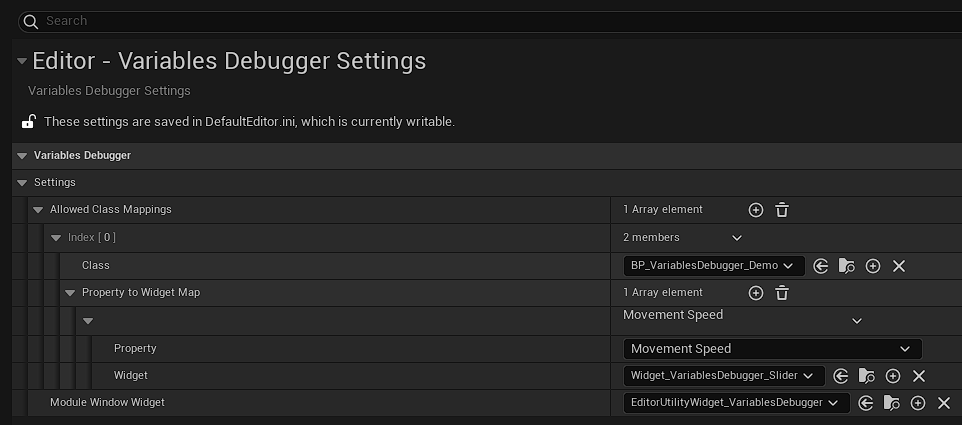 Search
Editor - Variables Debugger Settings
Variables Debugger Settings
These settings are saved in DefaultEditor.ini, which is currently writable.
Variables Debugger
Settings
Allowed Class Mappings 1 Array element
Index [ 0 ] 2 members
Class BP_VariablesDebugger_Demo
Property to Widget Map 1 Array element
Movement Speed
Property Movement Speed
Widget Widget_VariablesDebugger_Slider
Module Window Widget EditorUtilityWidget_VariablesDebugger